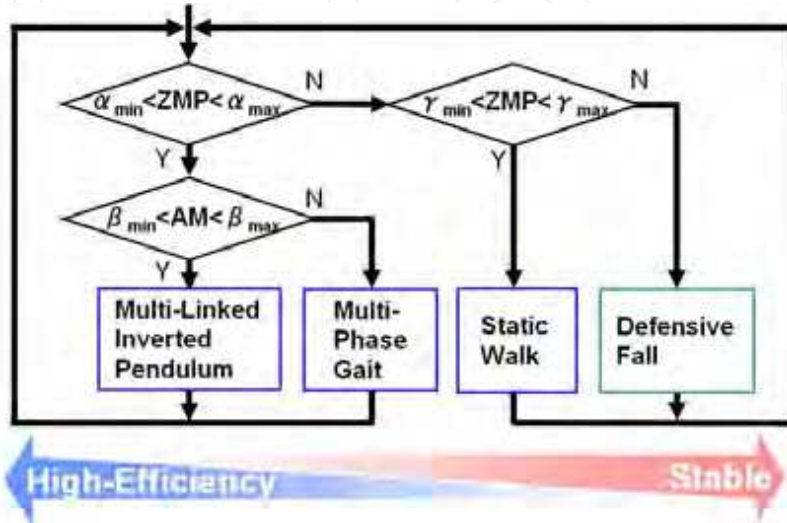 N
N
α min<ZMP< α max
γ min<ZMP< γ max
Y
Y
N
β min<AM< β max
Y
Multi-Linked
Inverted
Pendulum
Multi-
Phase
Gait
Static
Walk
Defensive
Fall
High-Efficiency
Stable